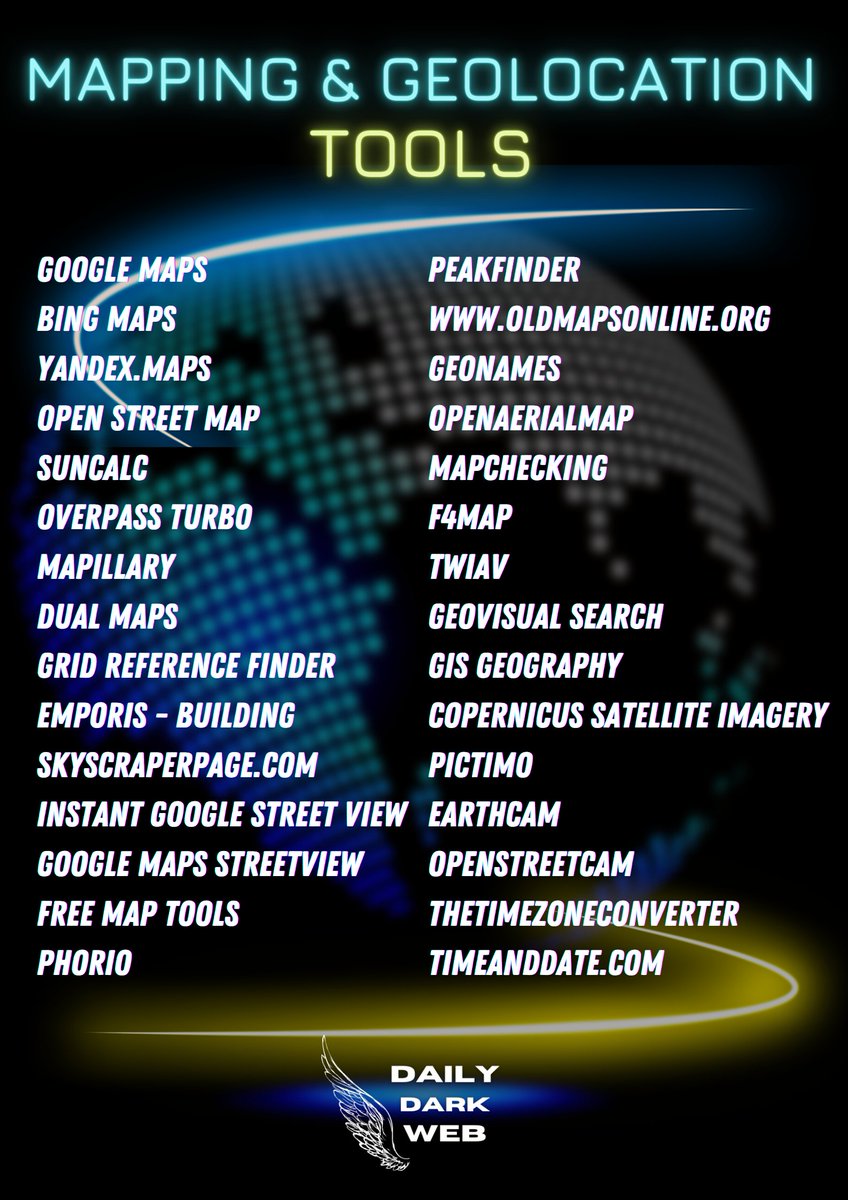 MAPPING & GEOLOCATION
TOOLS
GOOGLE MAPS
BING MAPS
YANDEX.MAPS
OPEN STREET MAP
SUNCALC
OVERPASS TURBO
MAPILLARY
DUAL MAPS
GRID REFERENCE FINDER
EMPORIS - BUILDING
SKYSCRAPERPAGE.COM
INSTANT GOOGLE STREET VIEW
GOOGLE MAPS STREETVIEW
FREE MAP TOOLS
PHORIO
PEAKFINDER
WWW.OLDMAPSONLINE.ORG
GEONAMES
OPENAERIALMAP
MAPCHECKING
F4MAP
TWIAV
GEOVISUAL SEARCH
GIS GEOGRAPHY
COPERNICUS SATELLITE IMAGERY
PICTIMO
EARTHCAM
OPENSTREETCAM
THETIMEZONECONVERTER
TIMEANDDATE.COM
DAILY
DARK
WEB